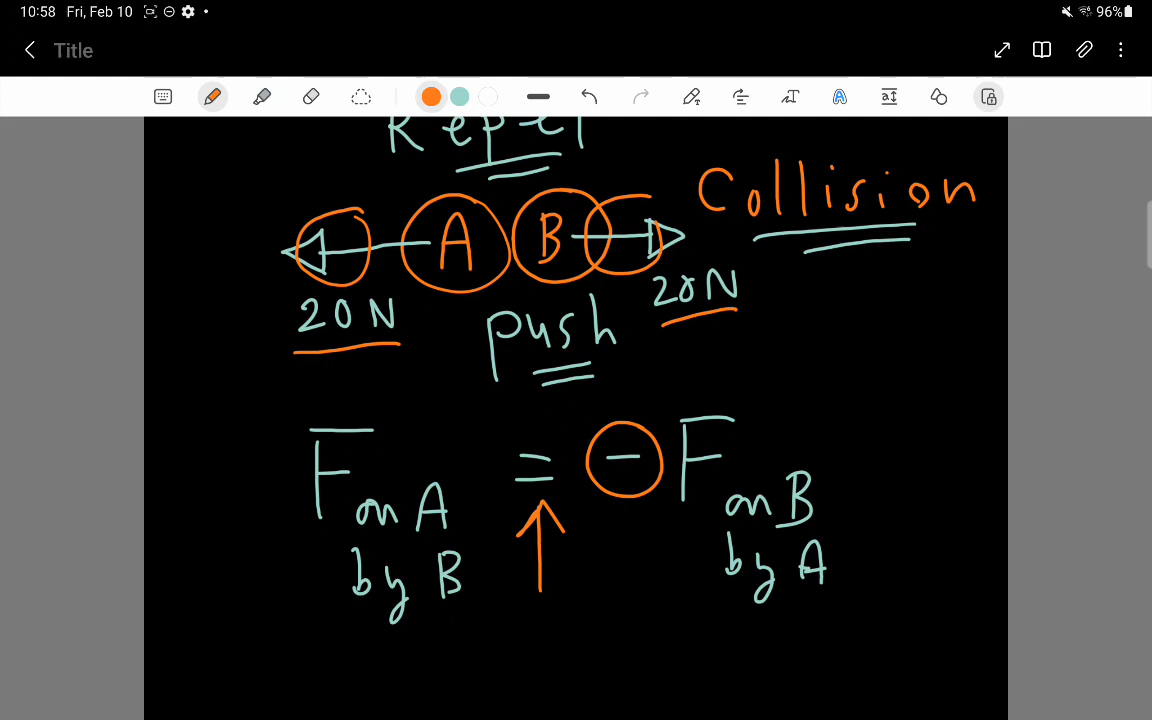 10:58 Fri, Feb 10 96%
Title
Repel
Collision
A B
20N 20N
push
F on A by B = - F on B by A